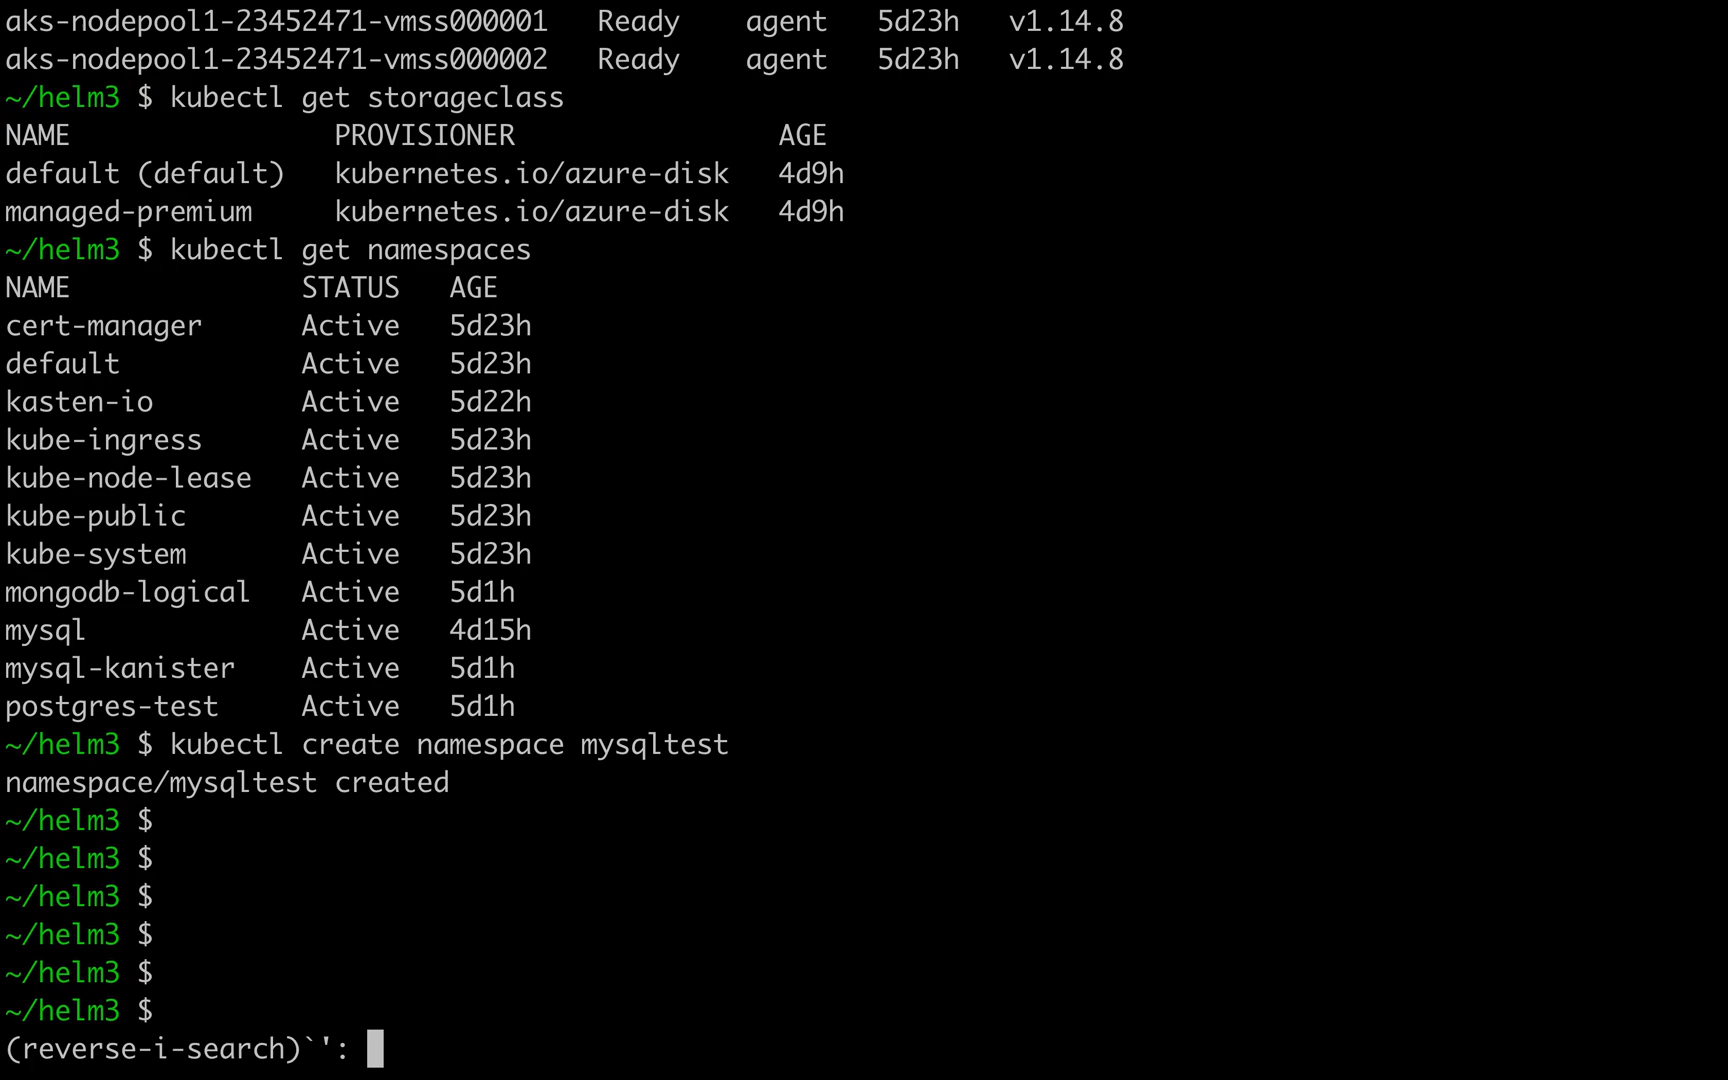 aks-nodepool1-23452471-vmss000001   Ready    agent   5d23h   v1.14.8
aks-nodepool1-23452471-vmss000002   Ready    agent   5d23h   v1.14.8
~/helm3 $ kubectl get storageclass
NAME                PROVISIONER                AGE
default (default)   kubernetes.io/azure-disk   4d9h
managed-premium     kubernetes.io/azure-disk   4d9h
~/helm3 $ kubectl get namespaces
NAME              STATUS   AGE
cert-manager      Active   5d23h
default           Active   5d23h
kasten-io         Active   5d22h
kube-ingress      Active   5d23h
kube-node-lease   Active   5d23h
kube-public       Active   5d23h
kube-system       Active   5d23h
mongodb-logical   Active   5d1h
mysql             Active   4d15h
mysql-kanister    Active   5d1h
postgres-test     Active   5d1h
~/helm3 $ kubectl create namespace mysqltest
namespace/mysqltest created
~/helm3 $
~/helm3 $
~/helm3 $
~/helm3 $
~/helm3 $
~/helm3 $
(reverse-i-search)`':